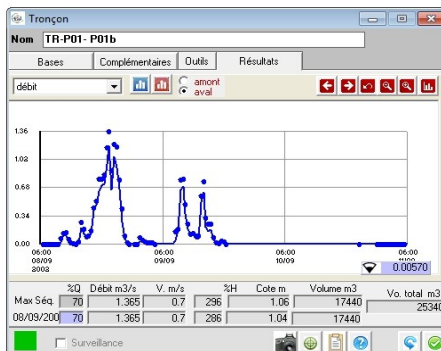 Tronçon
Nom TR-P01- P01b
Bases Complémentaires Outils Résultats
débit amont
aval
1.36
1.02
0.68
0.34
0.00
06:00 06:00 06:00 06:00
08/09 09/09 10/09
2002
0.00570
%Q Débit m3/s V. m/s %H Cote m Volume m3 Vo. total m3
Max Séq. 70 1.365 0.7 296 1.06 17440 25340
08/09/200 70 1.365 0.7 286 1.04 17440
Surveillance